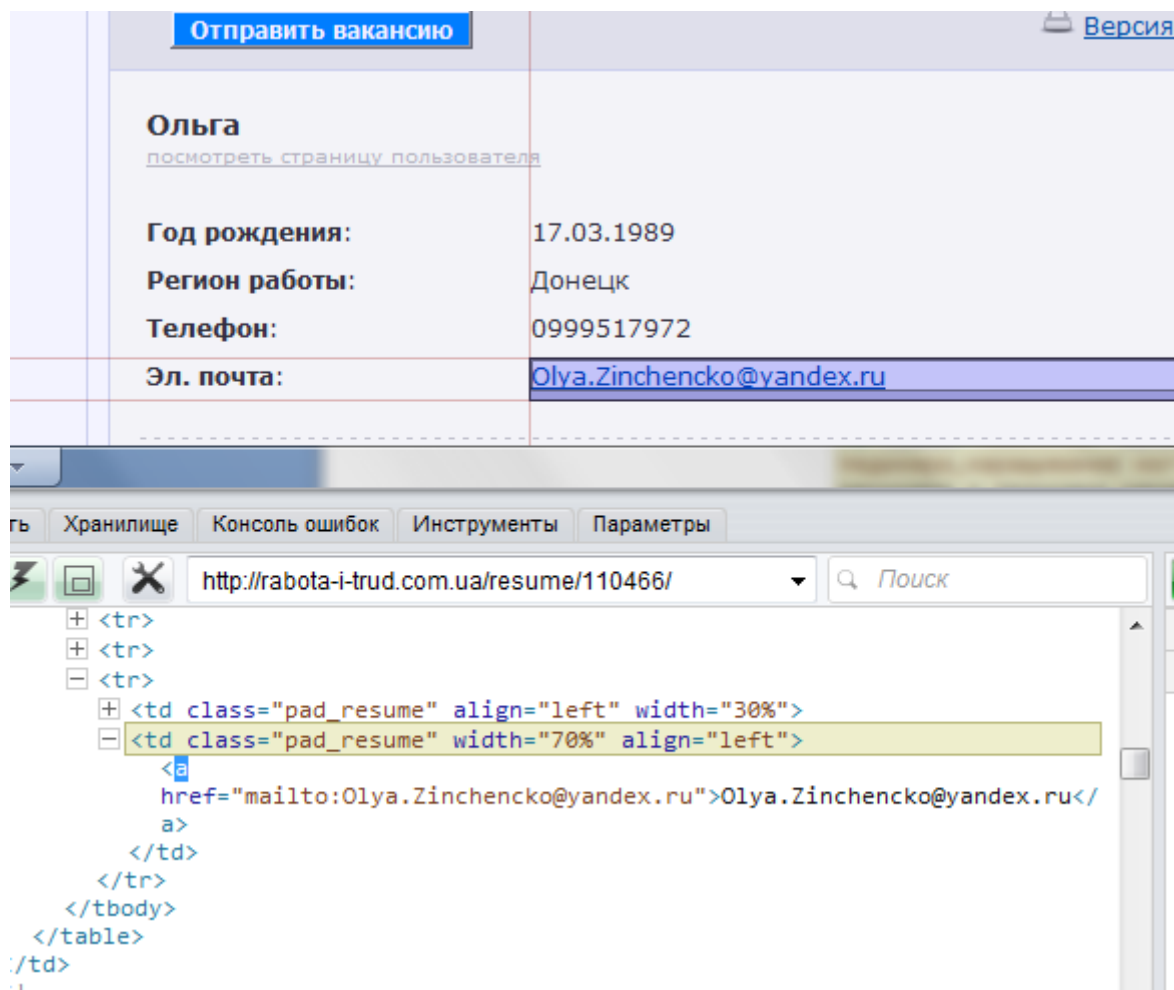 Отправить вакансию
Версия
Ольга
посмотреть страницу пользователя
Год рождения: 17.03.1989
Регион работы: Донецк
Телефон: 0999517972
Эл. почта: Olya.Zinchencko@yandex.ru
ть Хранилище Консоль ошибок Инструменты Параметры
http://rabota-i-trud.com.ua/resume/110466/ Поиск
<tr>
<tr>
<tr>
<td class="pad_resume" align="left" width="30%">
<td class="pad_resume" width="70%" align="left">
<a
href="mailto:Olya.Zinchencko@yandex.ru">Olya.Zinchencko@yandex.ru</
a>
</td>
</tr>
</tbody>
</table>
/td>